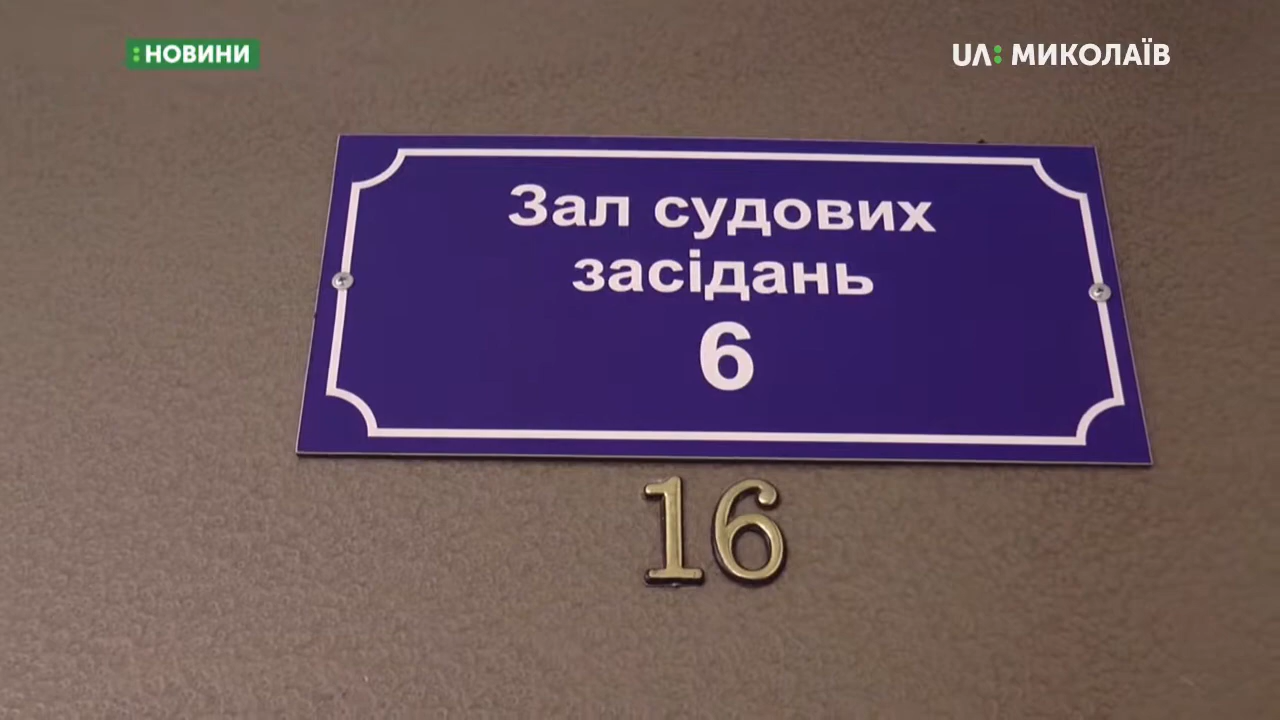 :НОВИНИ
UA: МИКОЛАЇВ
Зал судових
засідань
6
16